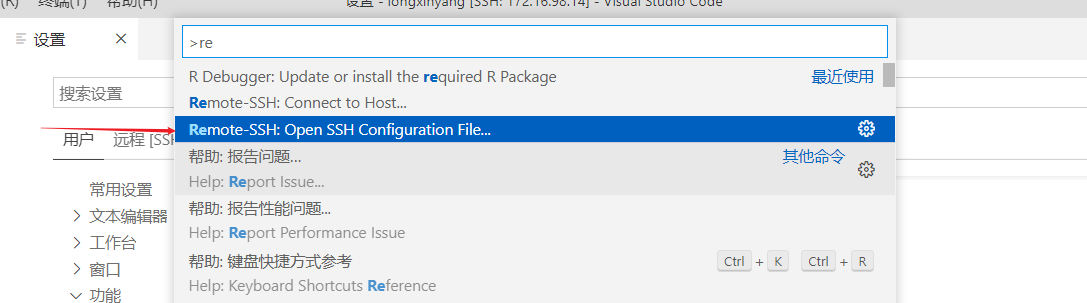 (R) 终端(T) 帮助(H) 设置 - longxinyang [SSH: 172.16.98.14] - Visual Studio Code
设置
>re
R Debugger: Update or install the required R Package 最近使用
Remote-SSH: Connect to Host...
搜索设置
Remote-SSH: Open SSH Configuration File...
用户 远程 [SSH
帮助: 报告问题... 其他命令
Help: Report Issue...
常用设置
帮助: 报告性能问题...
文本编辑器
Help: Report Performance Issue
工作台
帮助: 键盘快捷方式参考 Ctrl + K Ctrl + R
窗口
Help: Keyboard Shortcuts Reference
功能